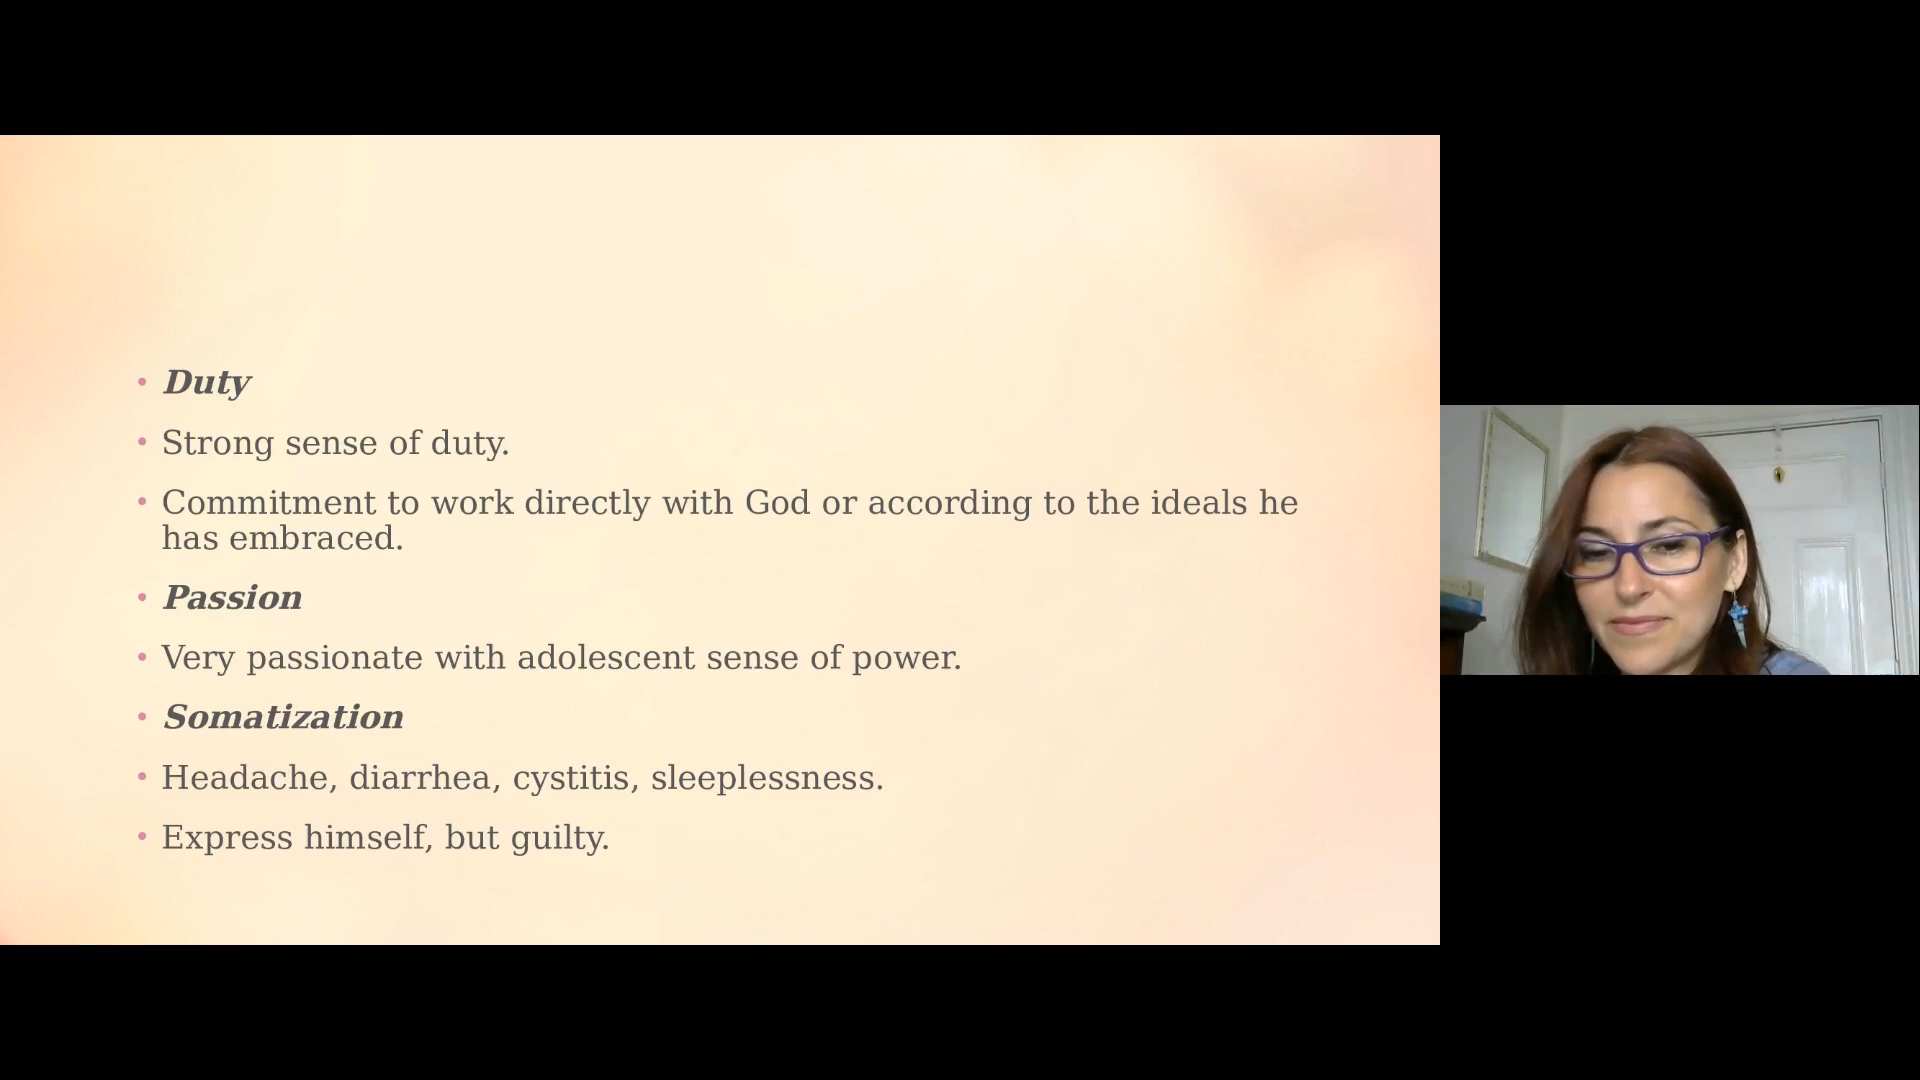 • Duty
• Strong sense of duty.
• Commitment to work directly with God or according to the ideals he
has embraced.
• Passion
• Very passionate with adolescent sense of power.
• Somatization
• Headache, diarrhea, cystitis, sleeplessness.
• Express himself, but guilty.